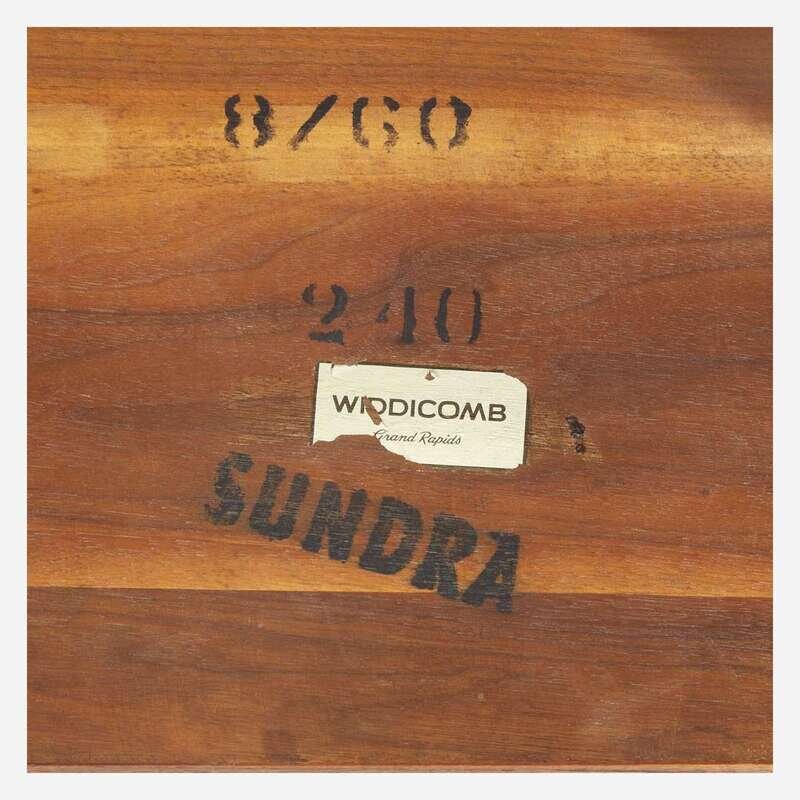 8/60
240
WIDDICOMB
Grand Rapids
SUNDRA